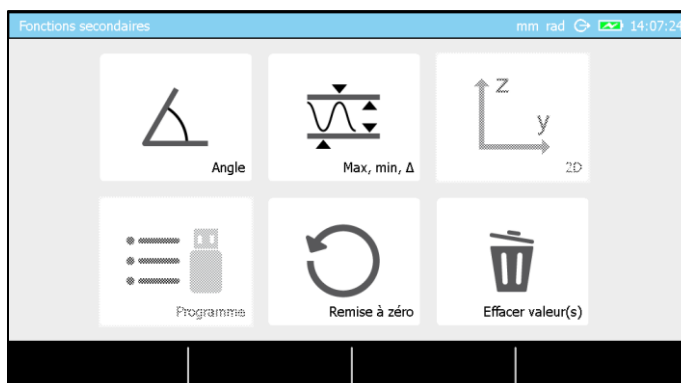 Fonctions secondaires mm rad 14:07:24
Angle Max, min, Δ z y 2D
Programme Remise à zéro Effacer valeur(s)